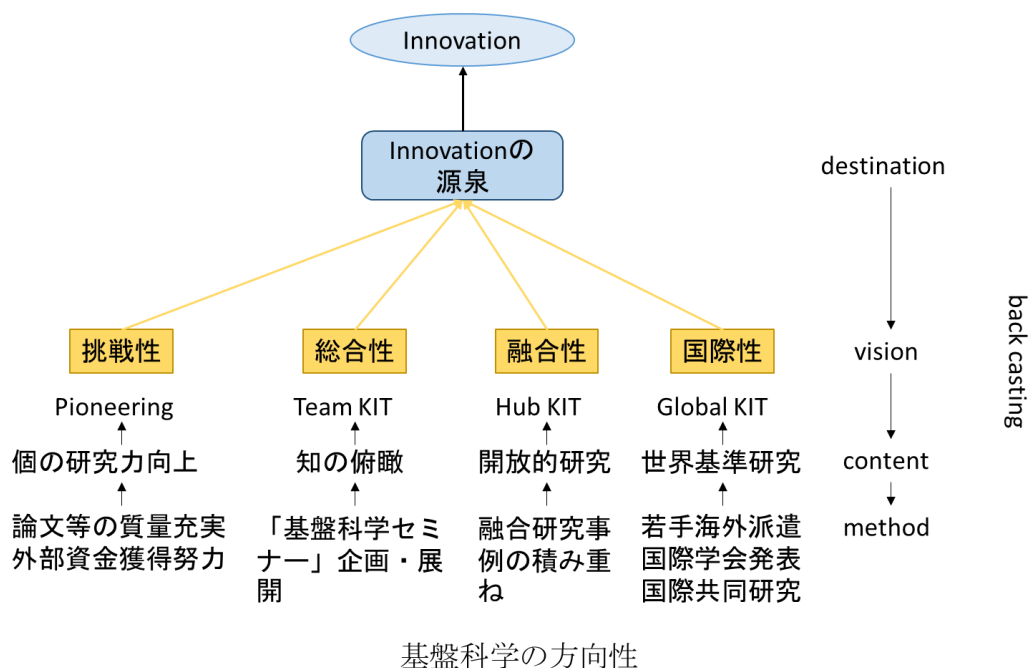 Innovation
Innovationの
源泉
destination
挑戦性
総合性
融合性
国際性
vision
back casting
Pioneering
Team KIT
Hub KIT
Global KIT
個の研究力向上
知の俯瞰
開放的研究
世界基準研究
content
論文等の質量充実
外部資金獲得努力
「基盤科学セミ
ナー」企画・展
開
融合研究事
例の積み重
ね
若手海外派遣
国際学会発表
国際共同研究
method
基盤科学の方向性